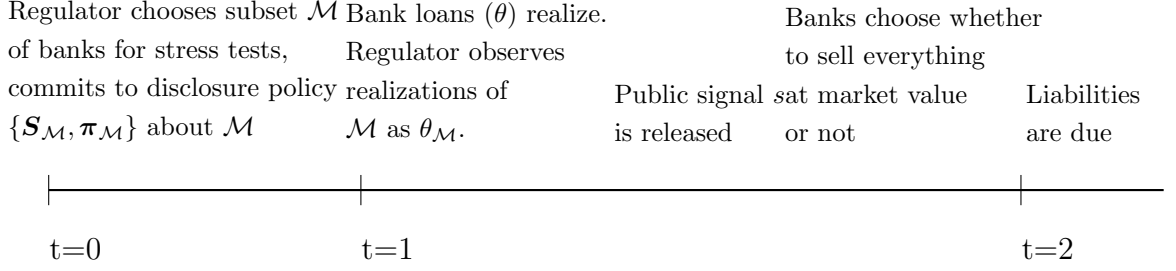 Regulator chooses subset ℳ
of banks for stress tests,
commits to disclosure policy
{𝑺_ℳ, 𝝅_ℳ} about ℳ
Bank loans (θ) realize.
Regulator observes
realizations of
ℳ as θ_ℳ.
Public signal s
is released
Banks choose whether
to sell everything
at market value
or not
Liabilities
are due
t=0
t=1
t=2